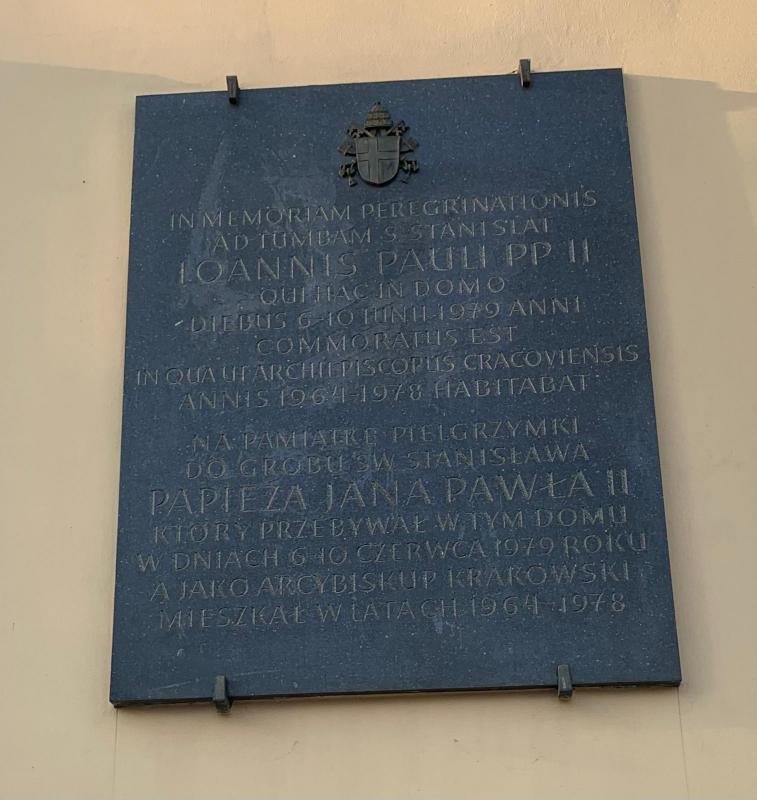 IN MEMORIAM PEREGRINATIONIS
AD TUMBAM S STANISLAI
IOANNIS PAULI PP II
QUI HAC IN DOMO
DIEBUS 6-10 IUNII 1979 ANNI
COMMORATUS EST
IN QUA UT ARCHIEPISCOPUS CRACOVIENSIS
ANNIS 1964-1978 HABITABAT
NA PAMIĄTKĘ PIELGRZYMKI
DO GROBU ŚW STANISŁAWA
PAPIEŻA JANA PAWŁA II
KTÓRY PRZEBYWAŁ W TYM DOMU
W DNIACH 6-10 CZERWCA 1979 ROKU
A JAKO ARCYBISKUP KRAKOWSKI
MIESZKAŁ W LATACH 1964-1978